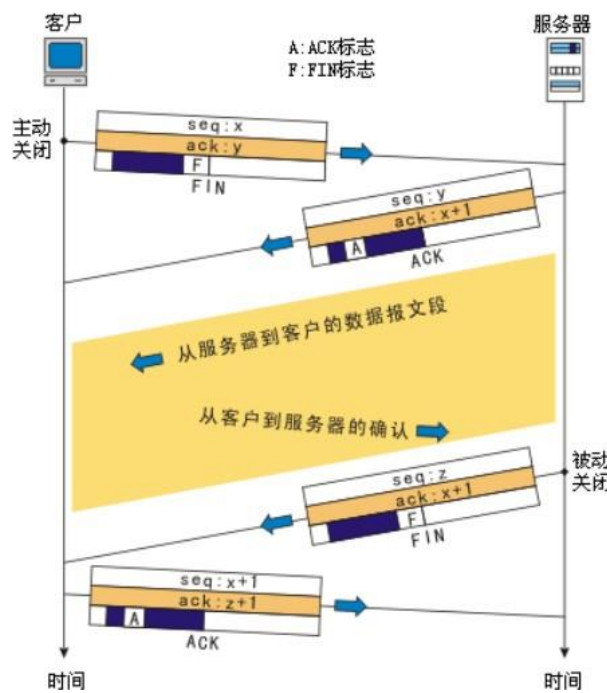 客户
服务器
A:ACK标志
F:FIN标志
主动
关闭
seq:x
ack:y
F
FIN
seq:y
ack:x+1
A
ACK
从服务器到客户的数据报文段
从客户到服务器的确认
被动
关闭
seq:z
ack:x+1
F
FIN
seq:x+1
ack:z+1
A
ACK
时间
时间